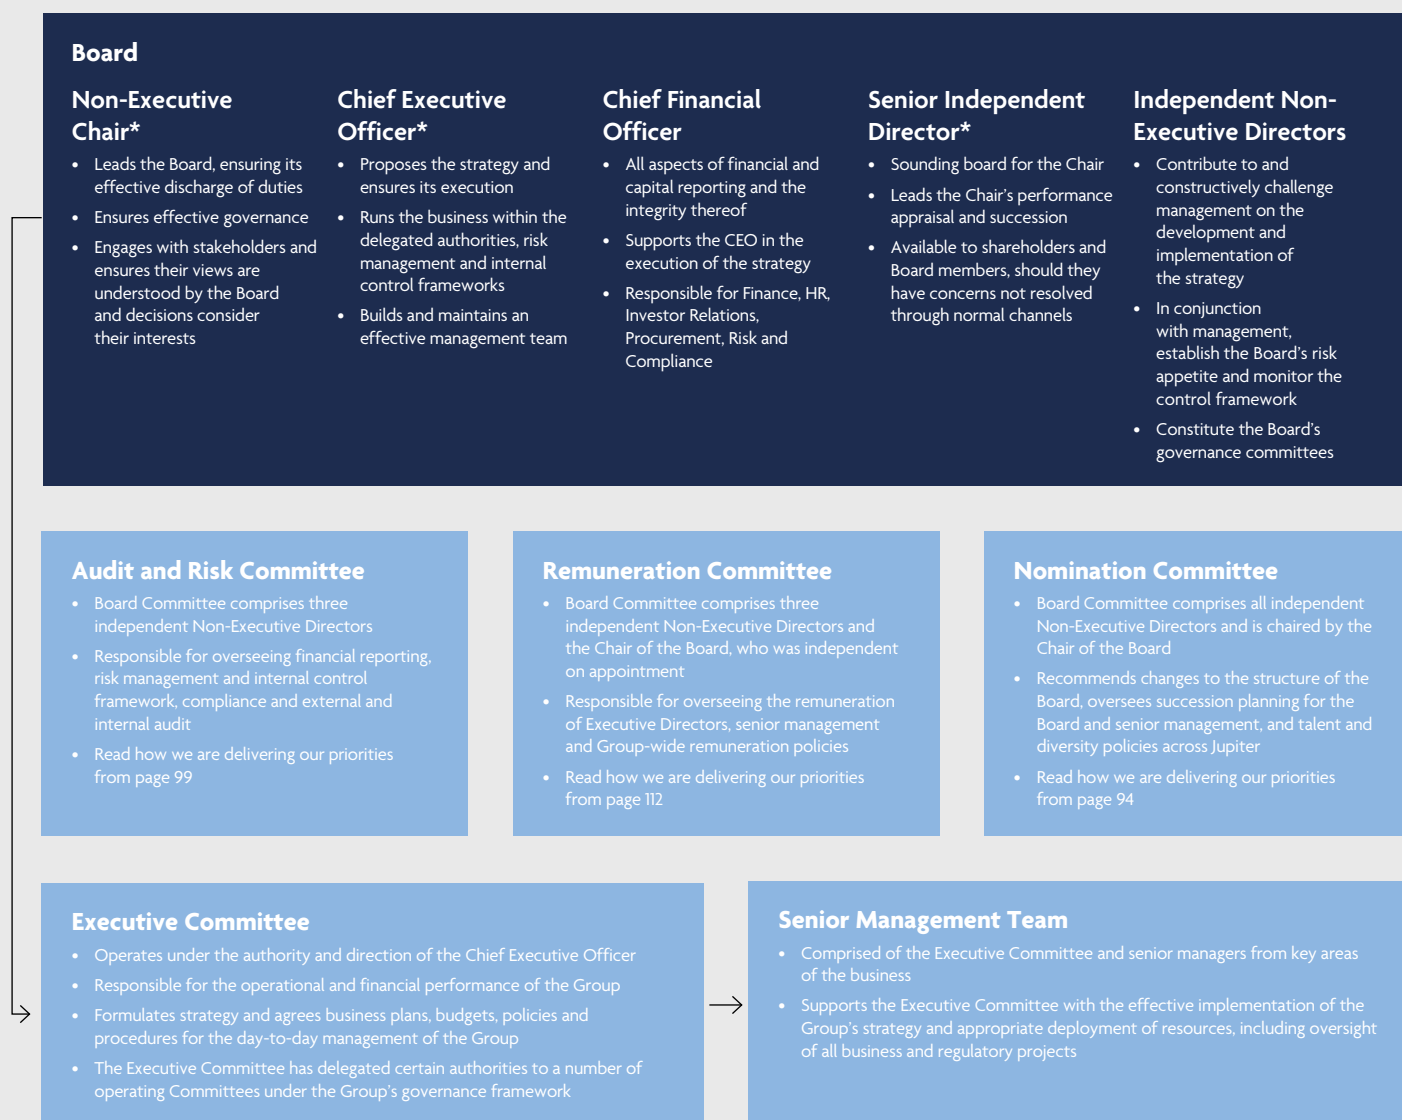 Board
Non-Executive
Chair*
• Leads the Board, ensuring its
effective discharge of duties
• Ensures effective governance
• Engages with stakeholders and
ensures their views are
understood by the Board
and decisions consider
their interests
Chief Executive
Officer*
• Proposes the strategy and
ensures its execution
• Runs the business within the
delegated authorities, risk
management and internal
control frameworks
• Builds and maintains an
effective management team
Chief Financial
Officer
• All aspects of financial and
capital reporting and the
integrity thereof
• Supports the CEO in the
execution of the strategy
• Responsible for Finance, HR,
Investor Relations,
Procurement, Risk and
Compliance
Senior Independent
Director*
• Sounding board for the Chair
• Leads the Chair’s performance
appraisal and succession
• Available to shareholders and
Board members, should they
have concerns not resolved
through normal channels
Independent Non-
Executive Directors
• Contribute to and
constructively challenge
management on the
development and
implementation of
the strategy
• In conjunction
with management,
establish the Board’s risk
appetite and monitor the
control framework
• Constitute the Board’s
governance committees
Audit and Risk Committee
• Board Committee comprises three
independent Non-Executive Directors
• Responsible for overseeing financial reporting,
risk management and internal control
framework, compliance and external and
internal audit
• Read how we are delivering our priorities
from page 99
Remuneration Committee
• Board Committee comprises three
independent Non-Executive Directors and
the Chair of the Board, who was independent
on appointment
• Responsible for overseeing the remuneration
of Executive Directors, senior management
and Group-wide remuneration policies
• Read how we are delivering our priorities
from page 112
Nomination Committee
• Board Committee comprises all independent
Non-Executive Directors and is chaired by the
Chair of the Board
• Recommends changes to the structure of the
Board, oversees succession planning for the
Board and senior management, and talent and
diversity policies across Jupiter
• Read how we are delivering our priorities
from page 94
Executive Committee
• Operates under the authority and direction of the Chief Executive Officer
• Responsible for the operational and financial performance of the Group
• Formulates strategy and agrees business plans, budgets, policies and
procedures for the day-to-day management of the Group
• The Executive Committee has delegated certain authorities to a number of
operating Committees under the Group’s governance framework
Senior Management Team
• Comprised of the Executive Committee and senior managers from key areas
of the business
• Supports the Executive Committee with the effective implementation of the
Group’s strategy and appropriate deployment of resources, including oversight
of all business and regulatory projects